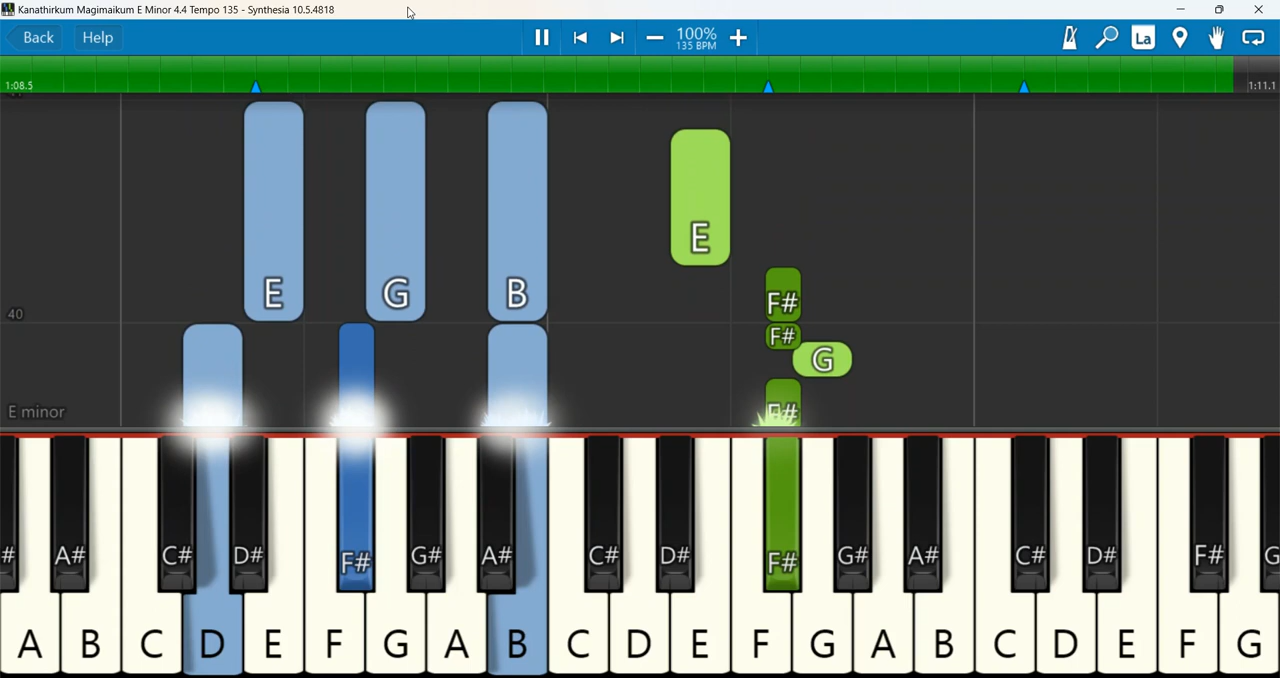 Kanathirkum Magimaikum E Minor 4.4 Tempo 135 - Synthesia 10.5.4818
Back Help 100% La
135 BPM
1:08.5 1:11.1
E G B E
F#
40
F#
G
E minor F#
# A# C# D# F# G# A# C# D# F# G# A# C# D# F# G
A B C D E F G A B C D E F G A B C D E F G